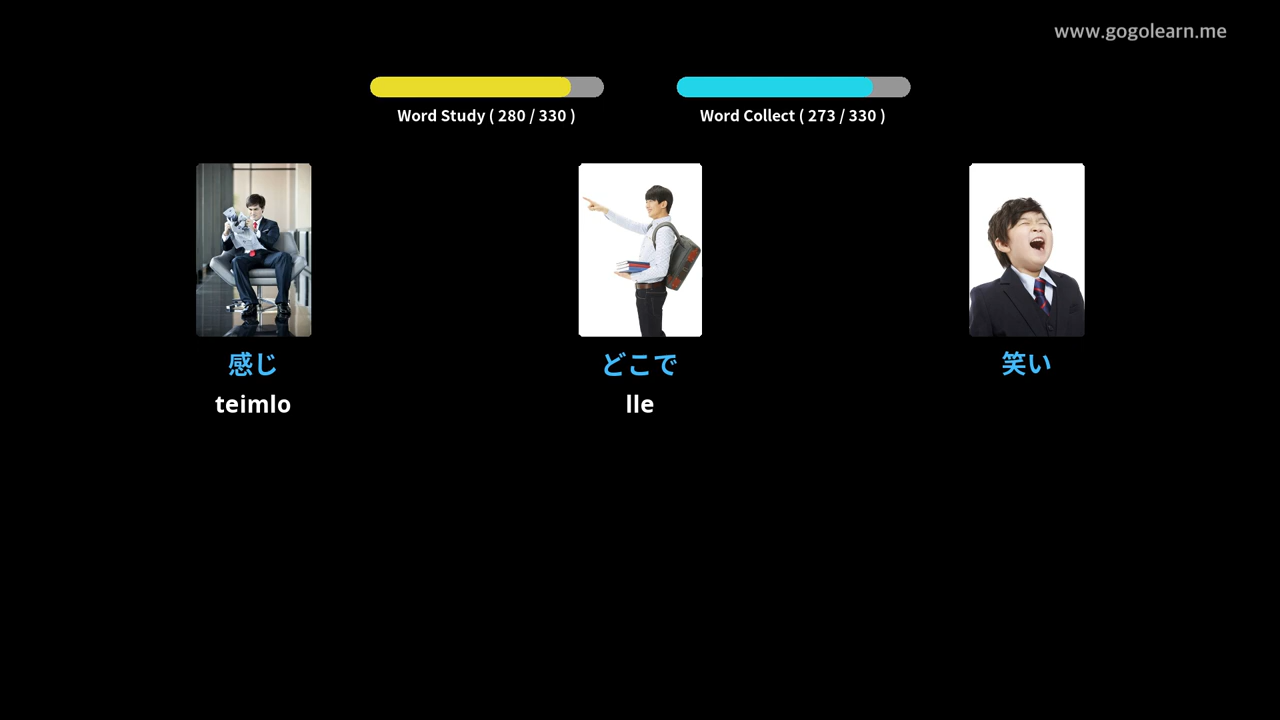 www.gogolearn.me
Word Study ( 280 / 330 )
Word Collect ( 273 / 330 )
感じ
どこで
笑い
teimlo
lle